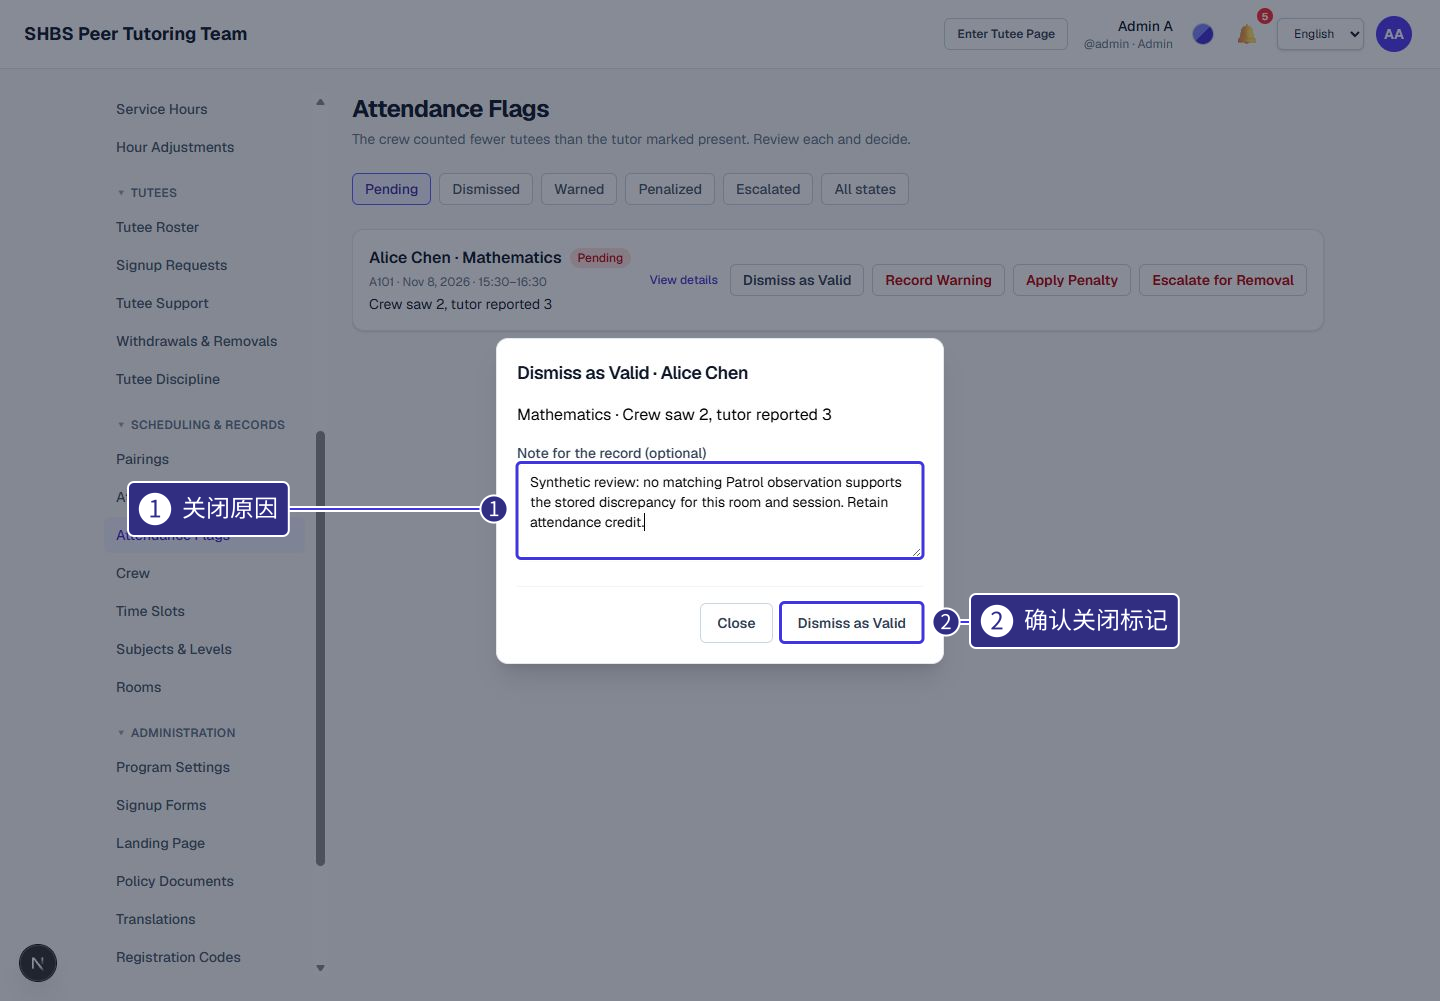 SHBS Peer Tutoring Team
Enter Tutee Page
Admin A
@admin · Admin
5
English
AA
Service Hours
Hour Adjustments
TUTEES
Tutee Roster
Signup Requests
Tutee Support
Withdrawals & Removals
Tutee Discipline
SCHEDULING & RECORDS
Pairings
Attendance Flags
Crew
Time Slots
Subjects & Levels
Rooms
ADMINISTRATION
Program Settings
Signup Forms
Landing Page
Policy Documents
Translations
Registration Codes
N
Attendance Flags
The crew counted fewer tutees than the tutor marked present. Review each and decide.
Pending
Dismissed
Warned
Penalized
Escalated
All states
Alice Chen · Mathematics
Pending
A101 · Nov 8, 2026 · 15:30–16:30
Crew saw 2, tutor reported 3
View details
Dismiss as Valid
Record Warning
Apply Penalty
Escalate for Removal
Dismiss as Valid · Alice Chen
Mathematics · Crew saw 2, tutor reported 3
Note for the record (optional)
Synthetic review: no matching Patrol observation supports
the stored discrepancy for this room and session. Retain
attendance credit.
Close
Dismiss as Valid
1 关闭原因
1
2
2 确认关闭标记